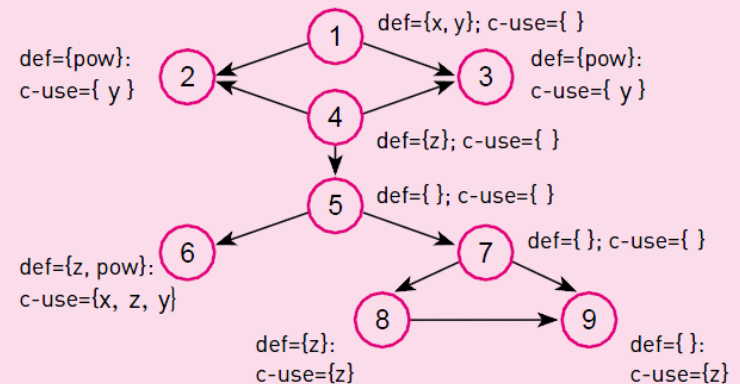 1
def={x, y}; c-use={ }
def={pow}:
c-use={ y }
2
3
def={pow}:
c-use={ y }
4
def={z}; c-use={ }
5
def={ }; c-use={ }
6
def={z, pow}:
c-use={x, z, y}
7
def={ }; c-use={ }
8
def={z}:
c-use={z}
9
def={ }:
c-use={z}